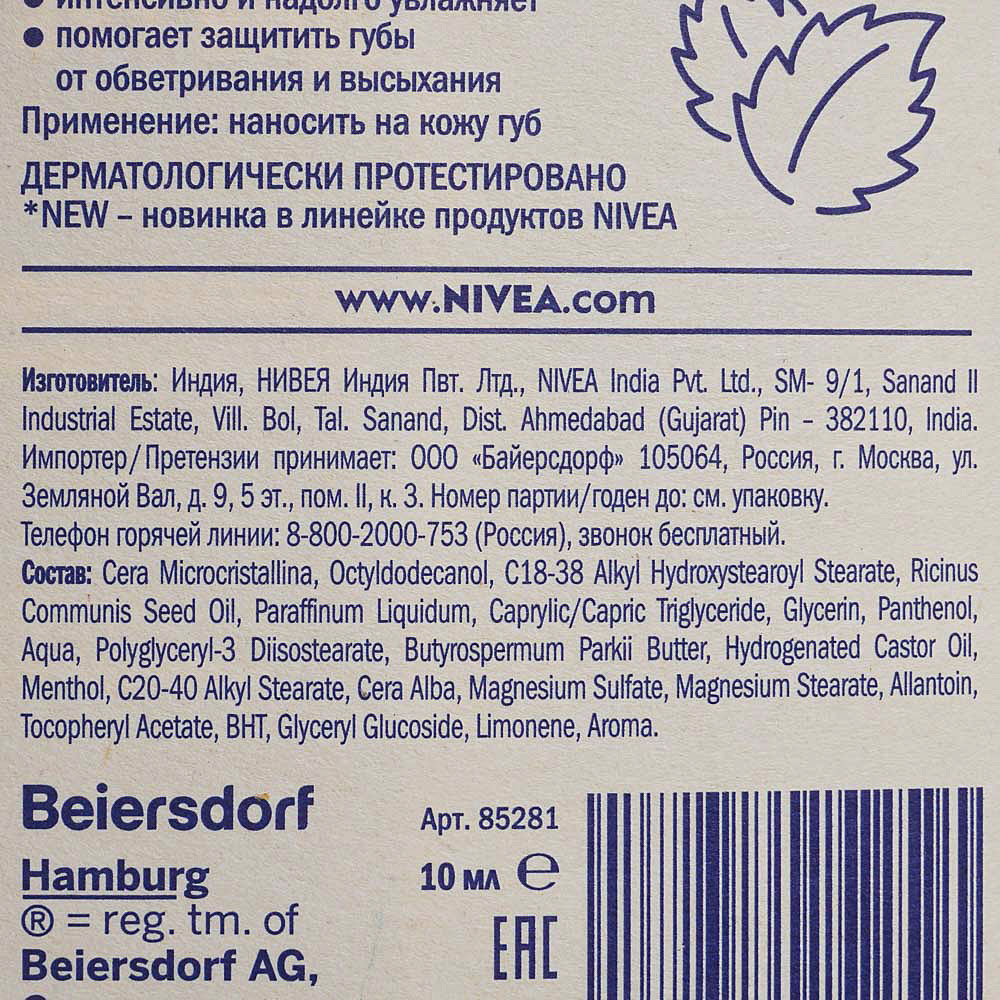 ● интенсивно и надолго увлажняет
● помогает защитить губы
от обветривания и высыхания
Применение: наносить на кожу губ
ДЕРМАТОЛОГИЧЕСКИ ПРОТЕСТИРОВАНО
*NEW – новинка в линейке продуктов NIVEA
www.NIVEA.com
Изготовитель: Индия, НИВЕЯ Индия Пвт. Лтд., NIVEA India Pvt. Ltd., SM- 9/1, Sanand II
Industrial Estate, Vill. Bol, Tal. Sanand, Dist. Ahmedabad (Gujarat) Pin – 382110, India.
Импортер/Претензии принимает: ООО «Байерсдорф» 105064, Россия, г. Москва, ул.
Земляной Вал, д. 9, 5 эт., пом. II, к. 3. Номер партии/годен до: см. упаковку.
Телефон горячей линии: 8-800-2000-753 (Россия), звонок бесплатный.
Состав: Cera Microcristallina, Octyldodecanol, C18-38 Alkyl Hydroxystearoyl Stearate, Ricinus
Communis Seed Oil, Paraffinum Liquidum, Caprylic/Capric Triglyceride, Glycerin, Panthenol,
Aqua, Polyglyceryl-3 Diisostearate, Butyrospermum Parkii Butter, Hydrogenated Castor Oil,
Menthol, C20-40 Alkyl Stearate, Cera Alba, Magnesium Sulfate, Magnesium Stearate, Allantoin,
Tocopheryl Acetate, BHT, Glyceryl Glucoside, Limonene, Aroma.
Beiersdorf
Hamburg
® = reg. tm. of
Beiersdorf AG,
Арт. 85281
10 мл ℮
EAC